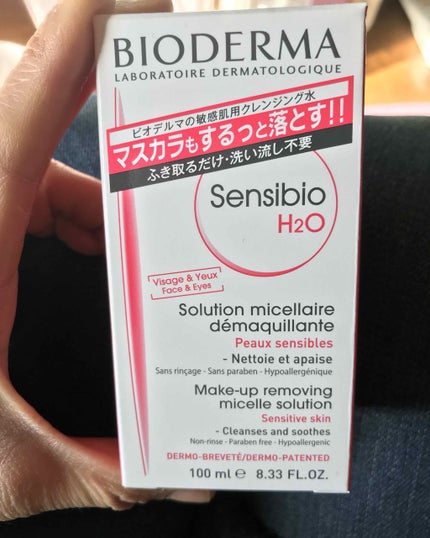 BIODERMA
LABORATOIRE DERMATOLOGIQUE
ビオデルマの敏感肌用クレンジング水
マスカラもするっと落とす!!
ふき取るだけ・洗い流し不要
Sensibio
H2O
Visage & Yeux
Face & Eyes
Solution micellaire
démaquillante
Peaux sensibles
- Nettoie et apaise
Sans rinçage - Sans paraben - Hypoallergénique
Make-up removing
micelle solution
Sensitive skin
- Cleanses and soothes
Non-rinse - Paraben free - Hypoallergenic
DERMO-BREVETÉ/DERMO-PATENTED
100 ml e 8.33 FL.OZ.